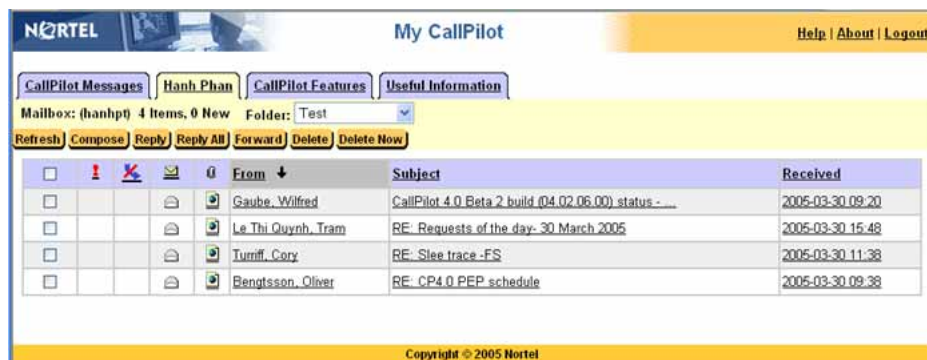 NORTEL My CallPilot Help | About | Logout
CallPilot Messages Hanh Phan CallPilot Features Useful Information
Mailbox: (hanhpt) 4 Items, 0 New Folder: Test
Refresh Compose Reply Reply All Forward Delete Delete Now
From Subject Received
Gaube, Wilfred CallPilot 4.0 Beta 2 build (04.02.06.00) status - ... 2005-03-30 09:20
Le Thi Quynh, Tram RE: Requests of the day- 30 March 2005 2005-03-30 15:48
Turriff, Cory RE: Slee trace -FS 2005-03-30 11:38
Bengtsson, Oliver RE: CP4.0 PEP schedule 2005-03-30 09:38
Copyright © 2005 Nortel